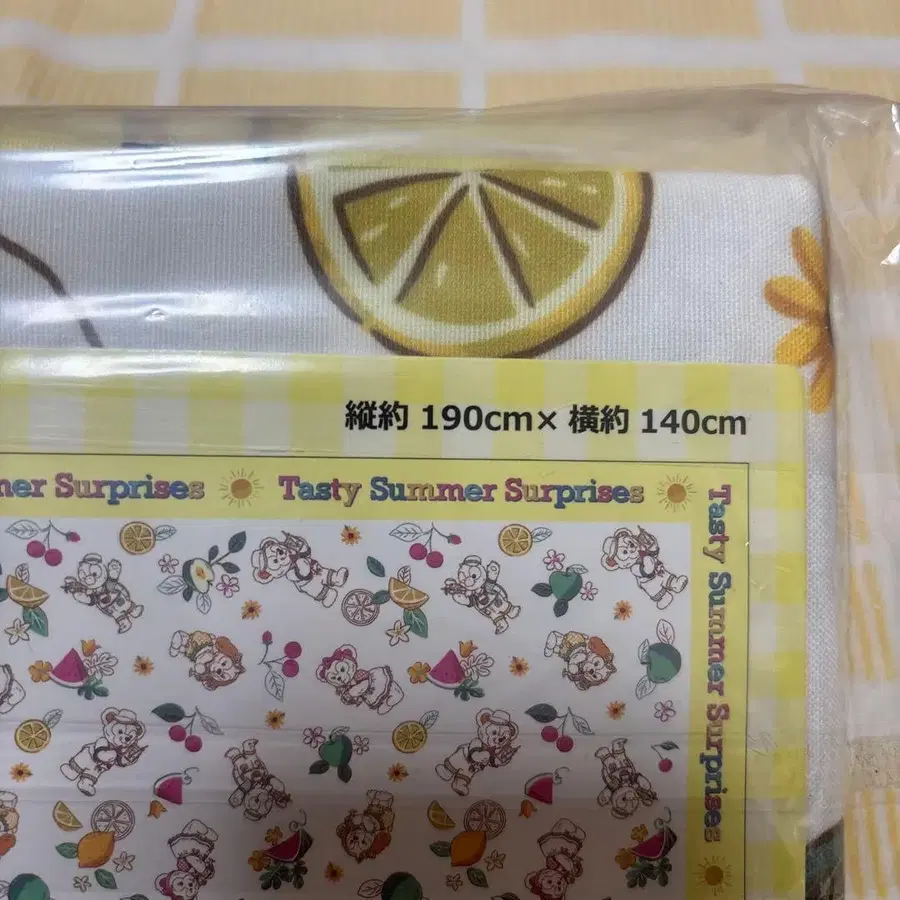 縦約 190cm× 横約 140cm
mer Surprises Tasty Summer Surprises
Tasty Summer Surprises